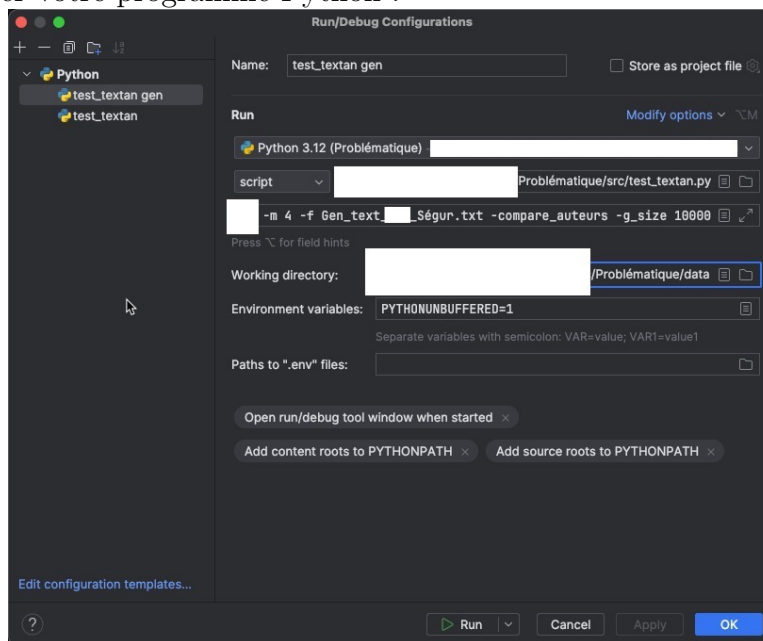 er votre programme Python :
Run/Debug Configurations
Python
test_textan gen
test_textan
Name: test_textan gen Store as project file
Run Modify options ⌥M
Python 3.12 (Problématique)
script Problématique/src/test_textan.py
-m 4 -f Gen_text_ _Ségur.txt -compare_auteurs -g_size 10000
Press ⌥ for field hints
Working directory: /Problématique/data
Environment variables: PYTHONUNBUFFERED=1
Separate variables with semicolon: VAR=value; VAR1=value1
Paths to ".env" files:
Open run/debug tool window when started ×
Add content roots to PYTHONPATH × Add source roots to PYTHONPATH ×
Edit configuration templates...
? Run Cancel Apply OK